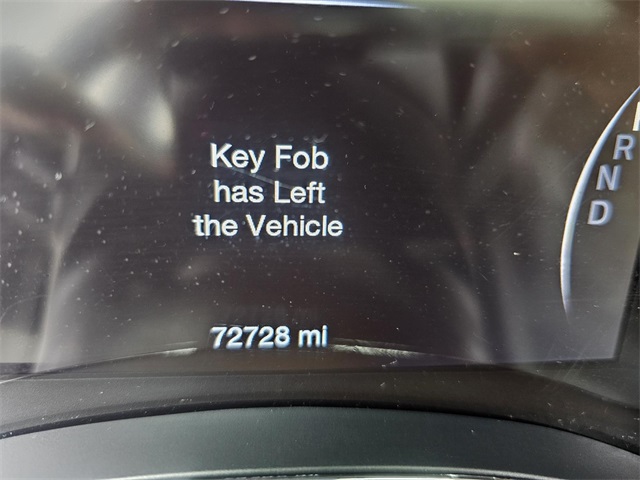 Key Fob
has Left
the Vehicle
R
N
D
72728 mi